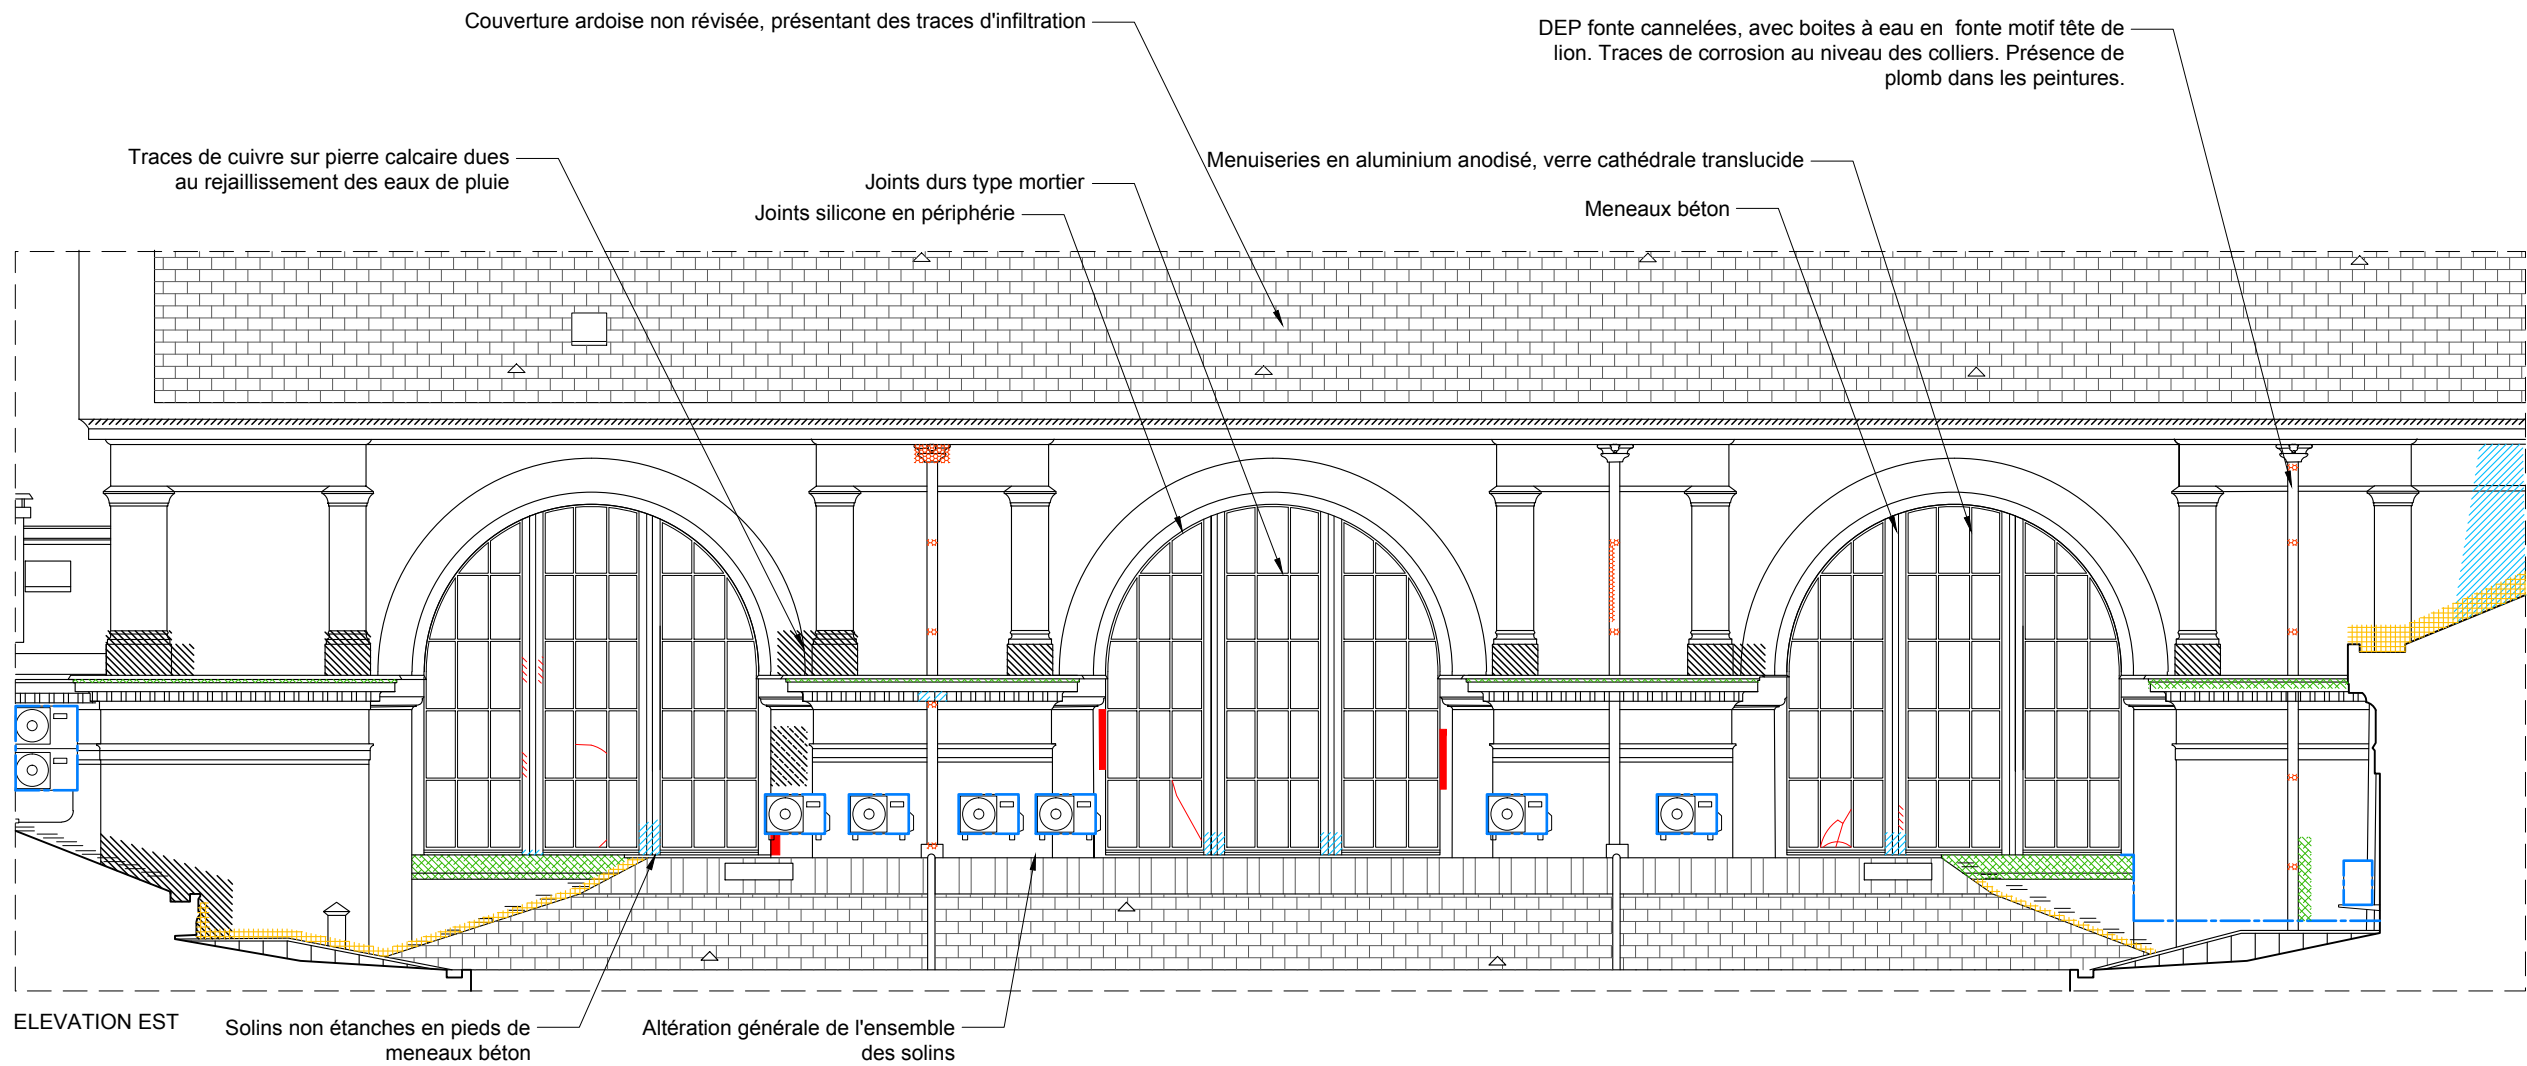 Couverture ardoise non révisée, présentant des traces d'infiltration
DEP fonte cannelées, avec boites à eau en  fonte motif tête de
lion. Traces de corrosion au niveau des colliers. Présence de
plomb dans les peintures.
Traces de cuivre sur pierre calcaire dues
au rejaillissement des eaux de pluie
Joints durs type mortier
Joints silicone en périphérie
Menuiseries en aluminium anodisé, verre cathédrale translucide
Meneaux béton
ELEVATION EST
Solins non étanches en pieds de
meneaux béton
Altération générale de l'ensemble
des solins